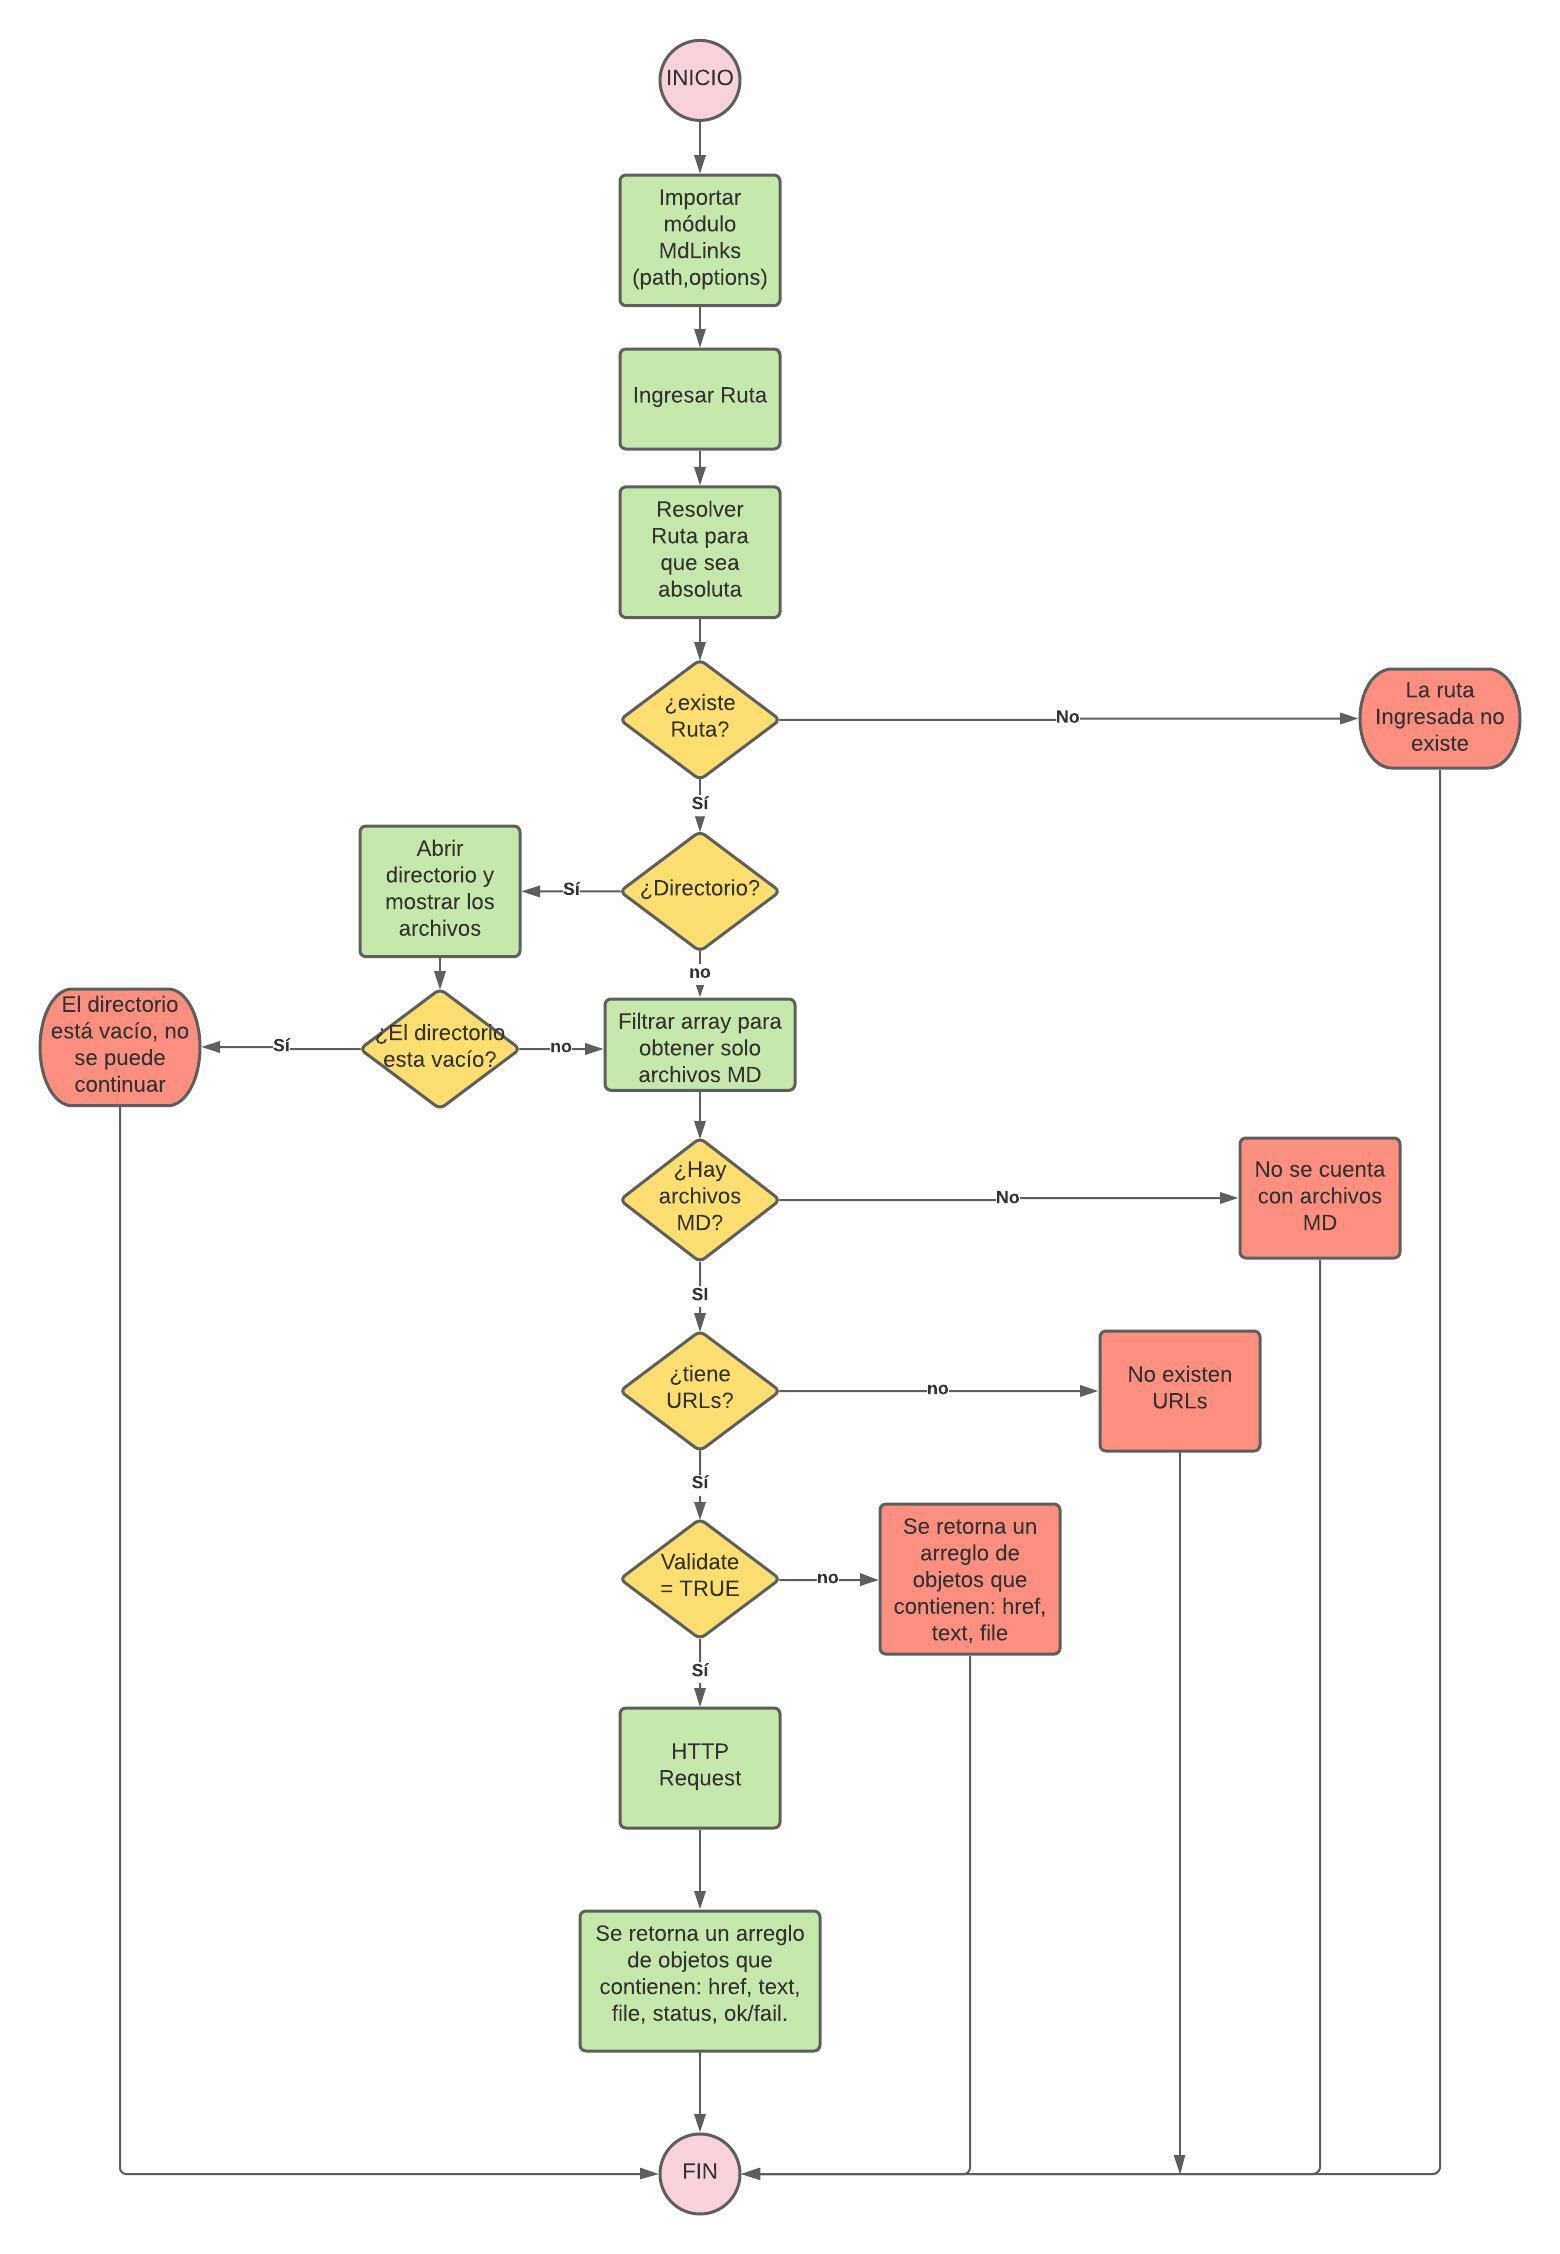 INICIO
Importar
módulo
MdLinks
(path,options)
Ingresar Ruta
Resolver
Ruta para
que sea
absoluta
¿existe
Ruta?
No
La ruta
Ingresada no
existe
Sí
¿Directorio?
Sí
Abrir
directorio y
mostrar los
archivos
no
¿El directorio
esta vacío?
Sí
El directorio
está vacío, no
se puede
continuar
no
Filtrar array para
obtener solo
archivos MD
¿Hay
archivos
MD?
No
No se cuenta
con archivos
MD
SI
¿tiene
URLs?
no
No existen
URLs
Sí
Validate
= TRUE
no
Se retorna un
arreglo de
objetos que
contienen: href,
text, file
Sí
HTTP
Request
Se retorna un arreglo
de objetos que
contienen: href, text,
file, status, ok/fail.
FIN